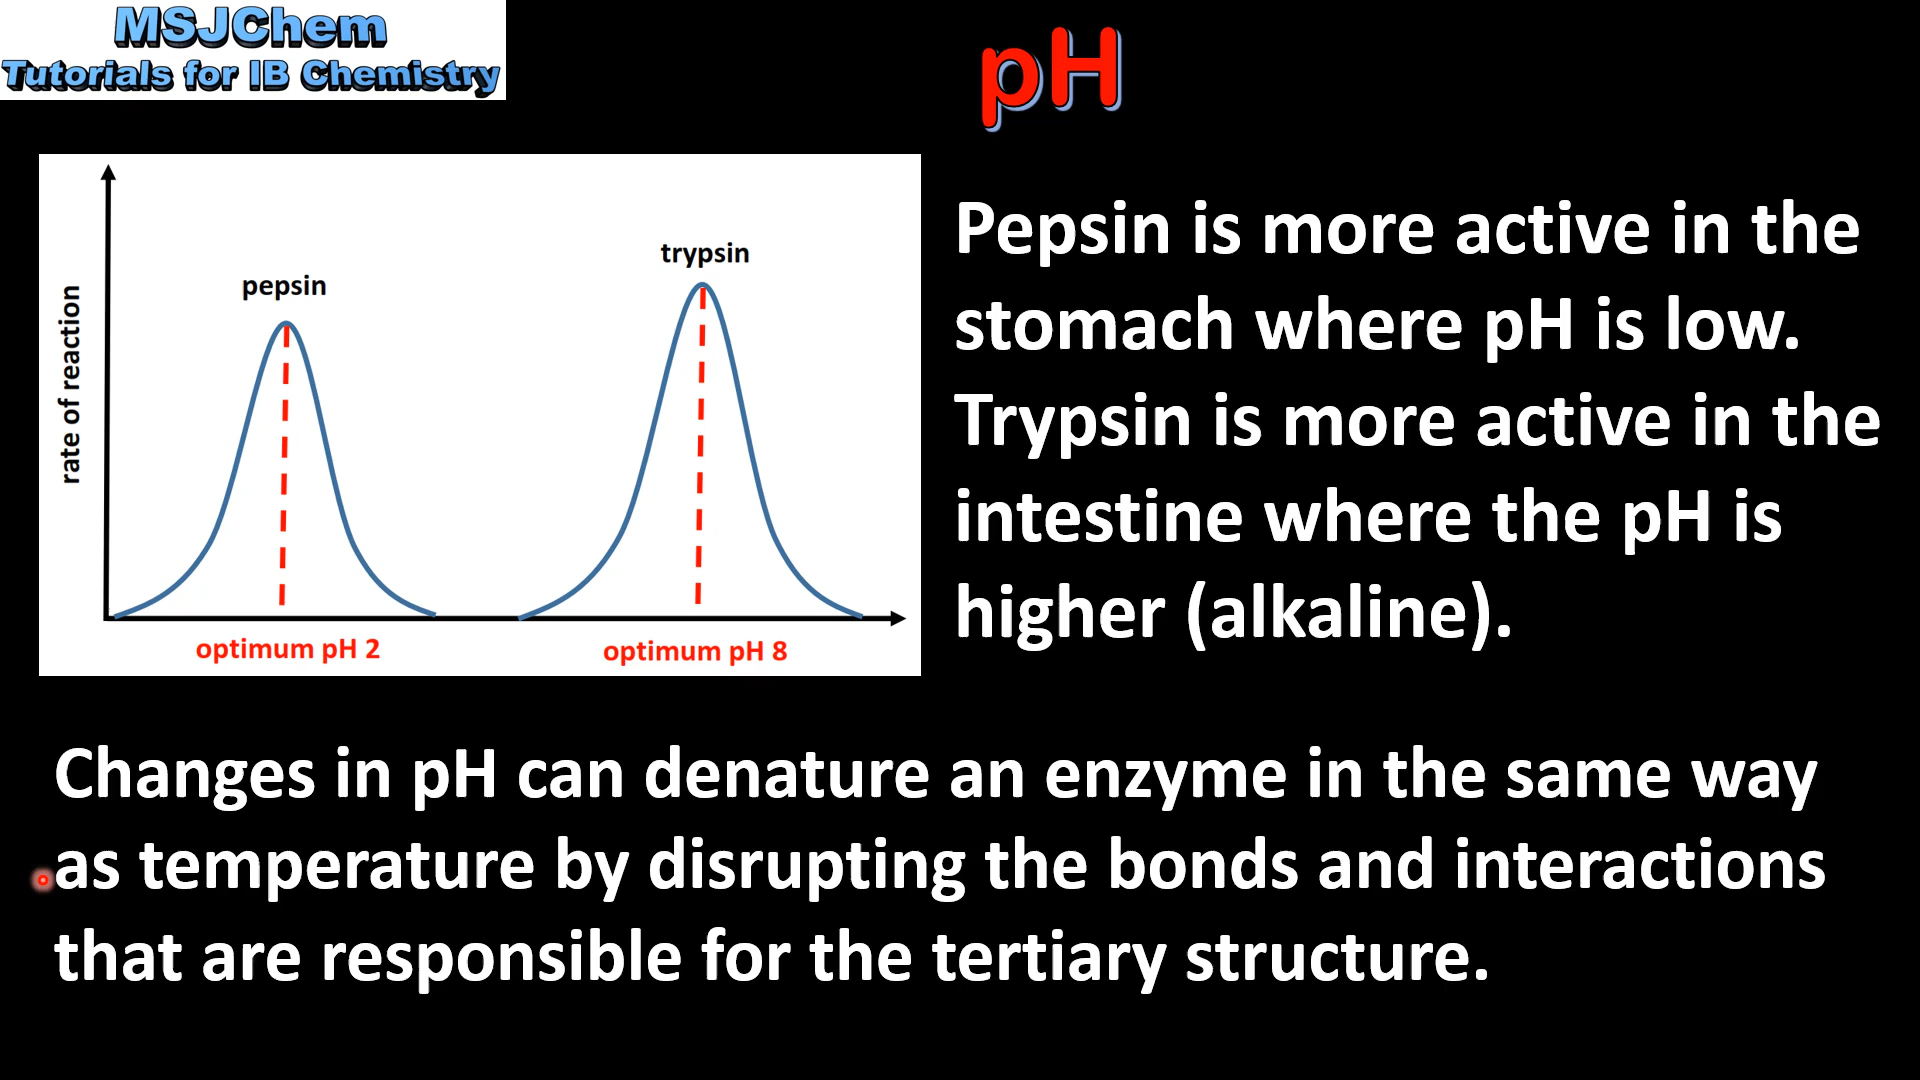 MSJChem
Tutorials for IB Chemistry
pH
rate of reaction
pepsin
trypsin
optimum pH 2
optimum pH 8
Pepsin is more active in the
stomach where pH is low.
Trypsin is more active in the
intestine where the pH is
higher (alkaline).
Changes in pH can denature an enzyme in the same way
as temperature by disrupting the bonds and interactions
that are responsible for the tertiary structure.